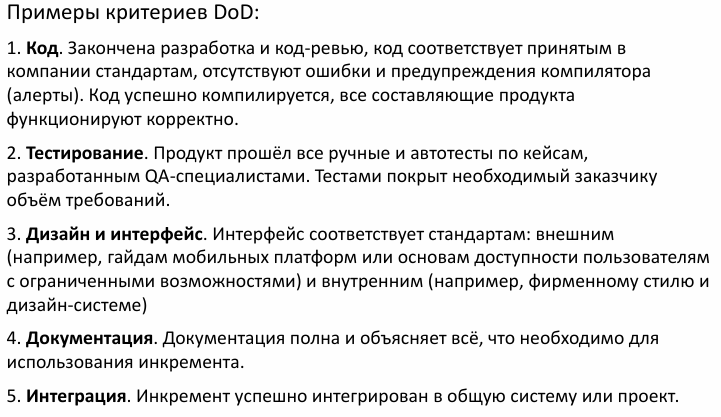 Примеры критериев DoD:
1. Код. Закончена разработка и код-ревью, код соответствует принятым в
компании стандартам, отсутствуют ошибки и предупреждения компилятора
(алерты). Код успешно компилируется, все составляющие продукта
функционируют корректно.
2. Тестирование. Продукт прошёл все ручные и автотесты по кейсам,
разработанным QA-специалистами. Тестами покрыт необходимый заказчику
объём требований.
3. Дизайн и интерфейс. Интерфейс соответствует стандартам: внешним
(например, гайдам мобильных платформ или основам доступности пользователям
с ограниченными возможностями) и внутренним (например, фирменному стилю и
дизайн-системе)
4. Документация. Документация полна и объясняет всё, что необходимо для
использования инкремента.
5. Интеграция. Инкремент успешно интегрирован в общую систему или проект.